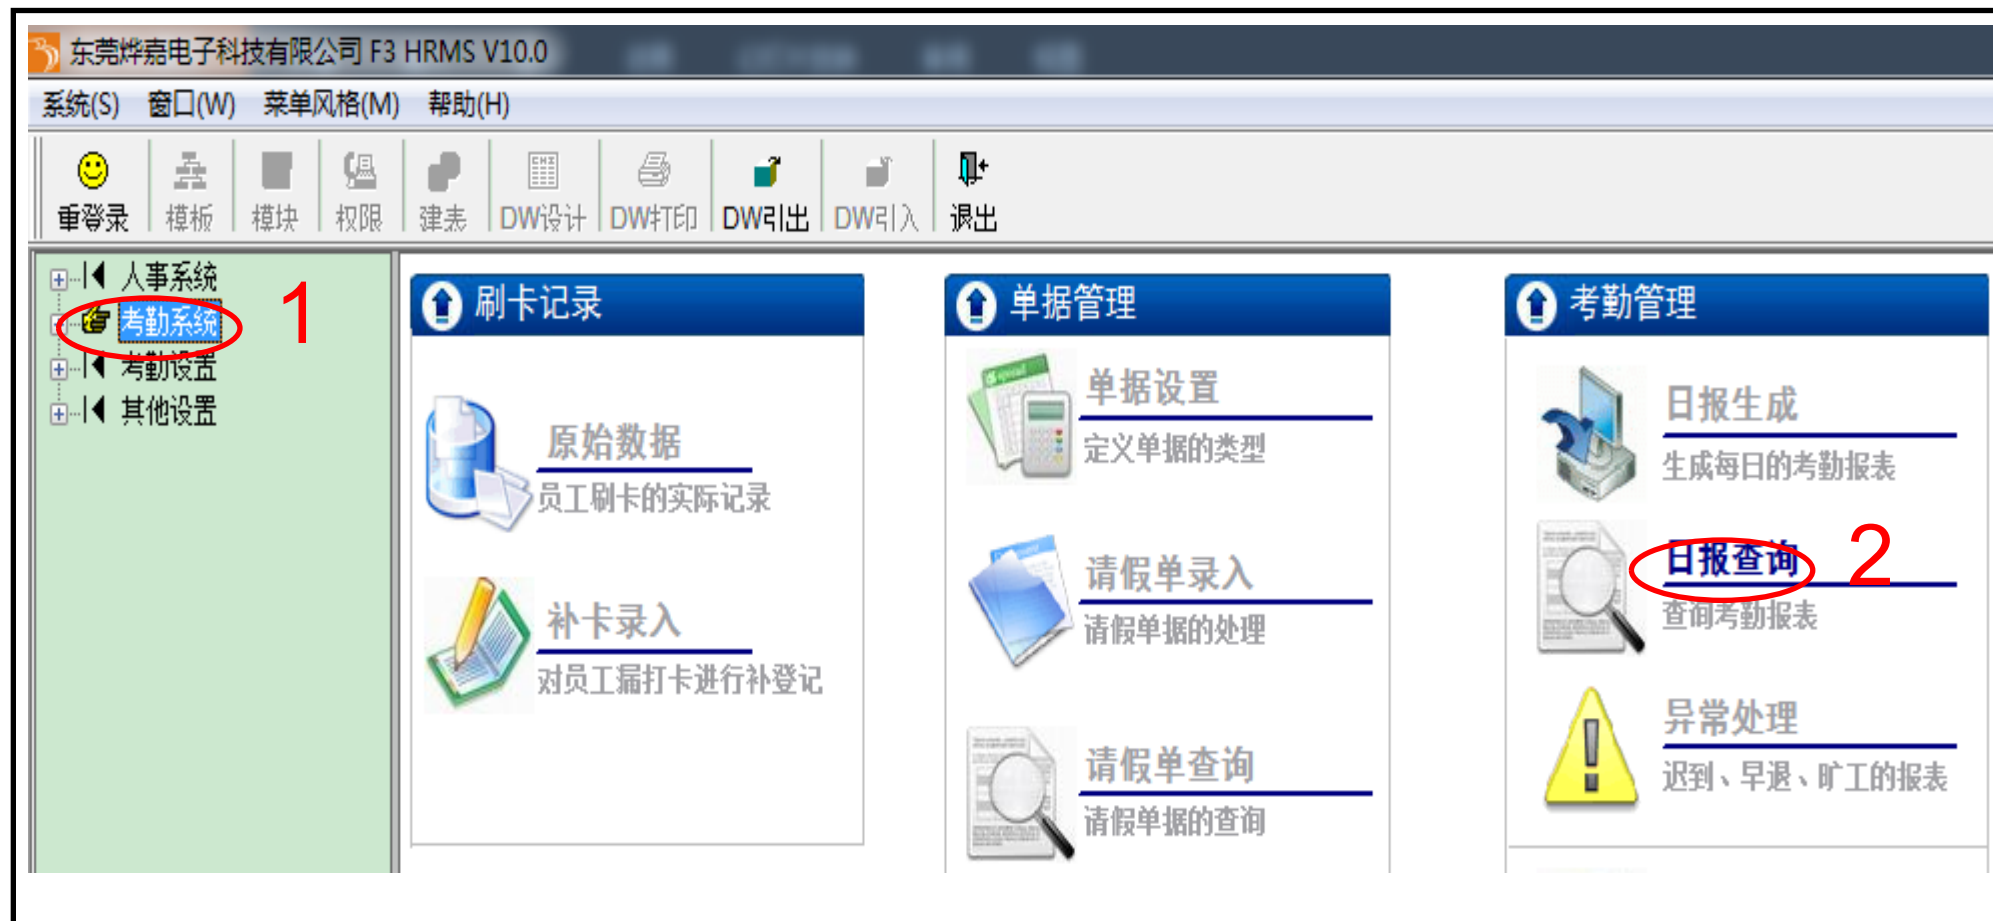 东莞烨嘉电子科技有限公司 F3 HRMS V10.0
系统(S) 窗口(W) 菜单风格(M) 帮助(H)
重登录 模板 模块 权限 建表 DW设计 DW打印 DW引出 DW引入 退出
人事系统
考勤系统
1
考勤设置
其他设置
刷卡记录
原始数据
员工刷卡的实际记录
补卡录入
对员工漏打卡进行补登记
单据管理
单据设置
定义单据的类型
请假单录入
请假单据的处理
请假单查询
请假单据的查询
考勤管理
日报生成
生成每日的考勤报表
日报查询
2
查询考勤报表
异常处理
迟到、早退、旷工的报表